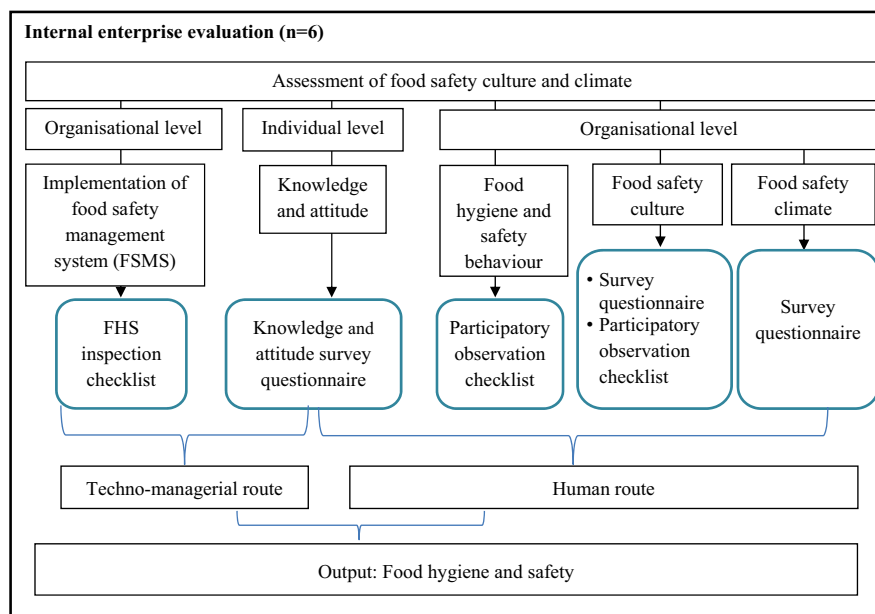 Internal enterprise evaluation (n=6)
Assessment of food safety culture and climate
Organisational level
Individual level
Organisational level
Implementation of
food safety
management
system (FSMS)
Knowledge
and attitude
Food
hygiene and
safety
behaviour
Food safety
culture
Food safety
climate
FHS
inspection
checklist
Knowledge and
attitude survey
questionnaire
Participatory
observation
checklist
• Survey
questionnaire
• Participatory
observation
checklist
Survey
questionnaire
Techno-managerial route
Human route
Output: Food hygiene and safety